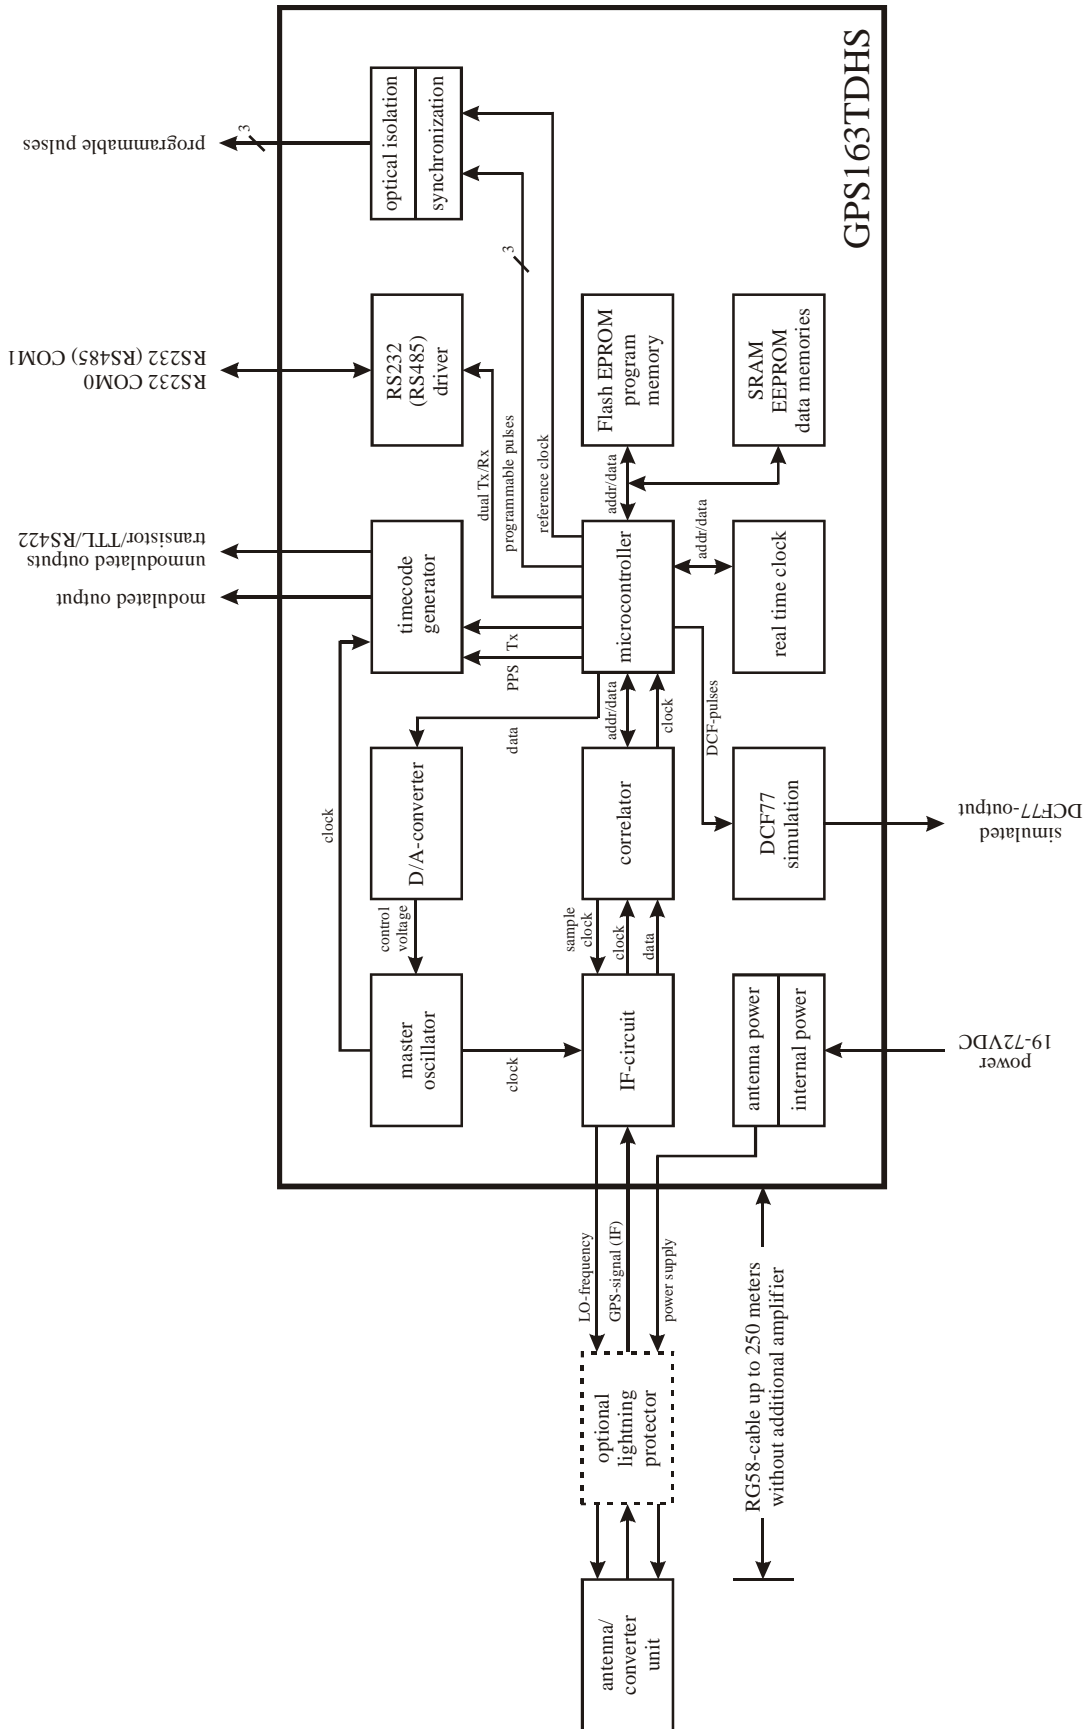 programmable pulses
3
optical isolation
synchronization
3
RS232 COM0
RS232 (RS485) COM1
RS232
(RS485)
driver
dual Tx/Rx
programmable pulses
reference clock
Flash EPROM
program
memory
SRAM
EEPROM
data memories
addr/data
addr/data
modulated output
unmodulated outputs
transistor/TTL/RS422
timecode
generator
PPS
Tx
microcontroller
real time clock
clock
data
addr/data
clock
DCF-pulses
D/A-converter
correlator
DCF77
simulation
simulated
DCF77-output
control
voltage
sample
clock
clock
data
master
oscillator
clock
IF-circuit
antenna power
internal power
power
19-72VDC
GPS163TDHS
LO-frequency
GPS-signal (IF)
power supply
optional
lightning
protector
RG58-cable up to 250 meters
without additional amplifier
antenna/
converter
unit